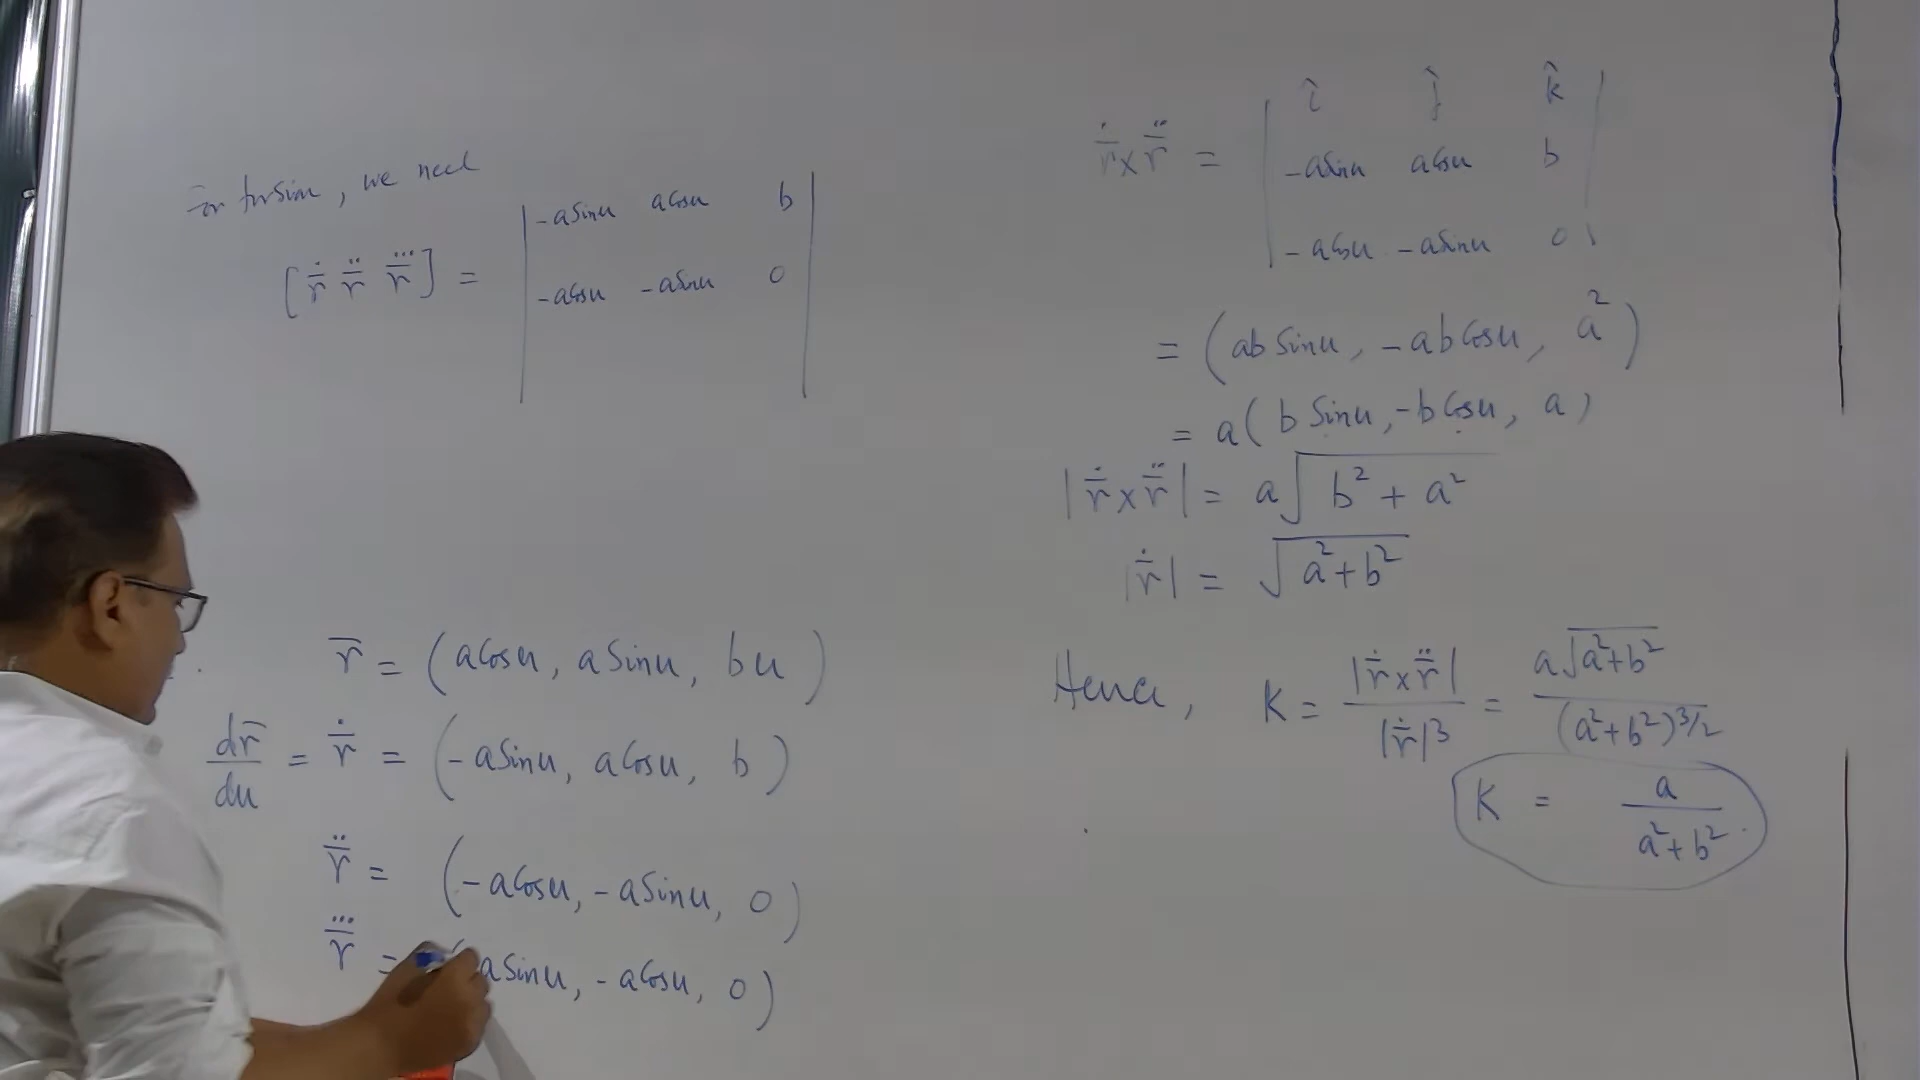 For torsion, we need
[ṙ̄ r̄̈ r̄⃛] = | -a Sinu   a Cosu   b |
| -a Cosu   -a Sinu   0 |
r̄ = (a Cosu, a Sinu, bu)
dr̄/du = ṙ̄ = (-a Sinu, a Cosu, b)
r̄̈ = (-a Cosu, -a Sinu, 0)
r̄⃛ = (a Sinu, -a Cosu, 0)
ṙ̄ × r̄̈ = | î   ĵ   k̂ |
| -a Sinu   a Cosu   b |
| -a Cosu   -a Sinu   0 |
= (ab Sinu, -ab Cosu, a²)
= a(b Sinu, -b Cosu, a)
|ṙ̄ × r̄̈| = a√(b² + a²)
|ṙ̄| = √(a² + b²)
Hence, K = |ṙ̄ × r̄̈| / |ṙ̄|³ = a√(a² + b²) / (a² + b²)^3/2
K = a / (a² + b²).